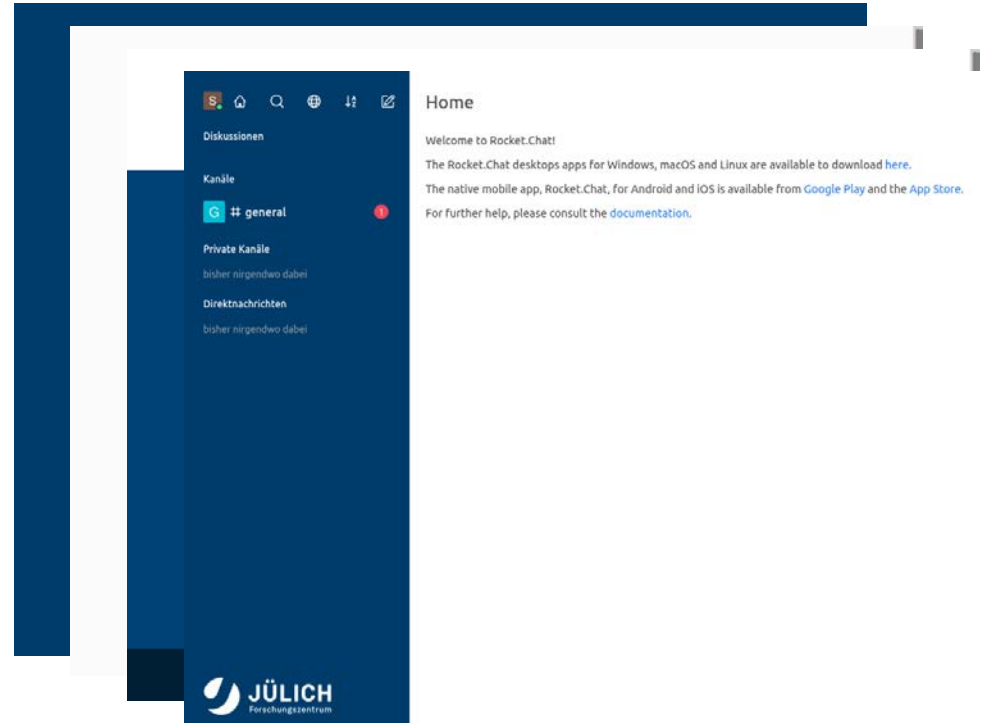 S
Diskussionen
Kanäle
G # general 1
Private Kanäle
bisher nirgendwo dabei
Direktnachrichten
bisher nirgendwo dabei
JÜLICH
Forschungszentrum
Home
Welcome to Rocket.Chat!
The Rocket.Chat desktops apps for Windows, macOS and Linux are available to download here.
The native mobile app, Rocket.Chat, for Android and iOS is available from Google Play and the App Store.
For further help, please consult the documentation.